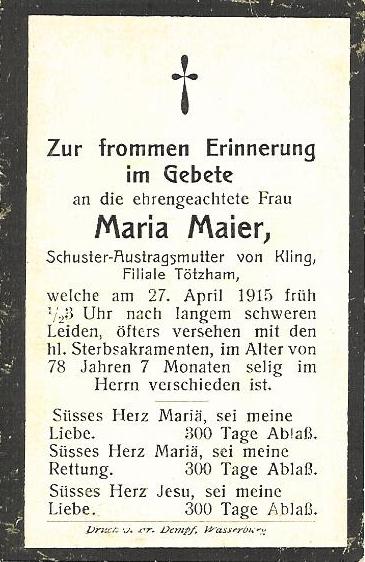 Zur frommen Erinnerung
im Gebete
an die ehrengeachtete Frau
Maria Maier,
Schuster-Austragsmutter von Kling,
Filiale Tötzham,
welche am 27. April 1915 früh
½3 Uhr nach langem schweren
Leiden, öfters versehen mit den
hl. Sterbsakramenten, im Alter von
78 Jahren 7 Monaten selig im
Herrn verschieden ist.
Süsses Herz Mariä, sei meine
Liebe. 300 Tage Ablaß.
Süsses Herz Mariä, sei meine
Rettung. 300 Tage Ablaß.
Süsses Herz Jesu, sei meine
Liebe. 300 Tage Ablaß.
Druck Dempf, Wasserburg